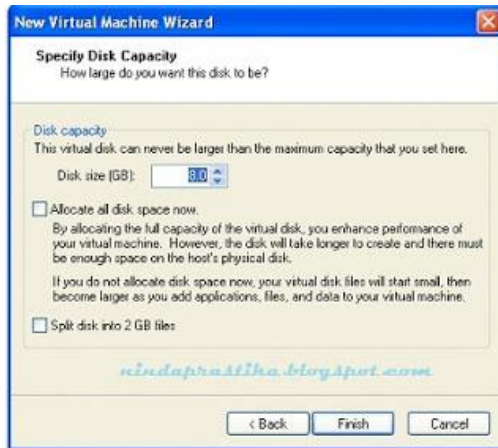 New Virtual Machine Wizard
Specify Disk Capacity
How large do you want this disk to be?
Disk capacity
This virtual disk can never be larger than the maximum capacity that you set here.
Disk size (GB): 8.0
Allocate all disk space now.
By allocating the full capacity of the virtual disk, you enhance performance of
your virtual machine. However, the disk will take longer to create and there must
be enough space on the host's physical disk.
If you do not allocate disk space now, your virtual disk files will start small, then
become larger as you add applications, files, and data to your virtual machine.
Split disk into 2 GB files
nindaprastika.blogspot.com
< Back Finish Cancel